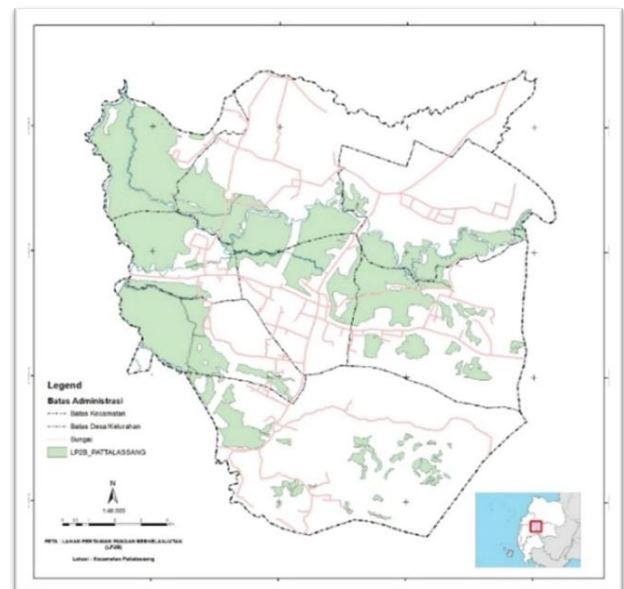 Legend
Batas Administrasi
Batas Kecamatan
Batas Desa/Kelurahan
Sungai
LP2B_PATTALASSANG
N
PETA : LAHAN PERTANIAN PANGAN BERKELANJUTAN
(LP2B)
Lokasi : Kecamatan Pattalassang